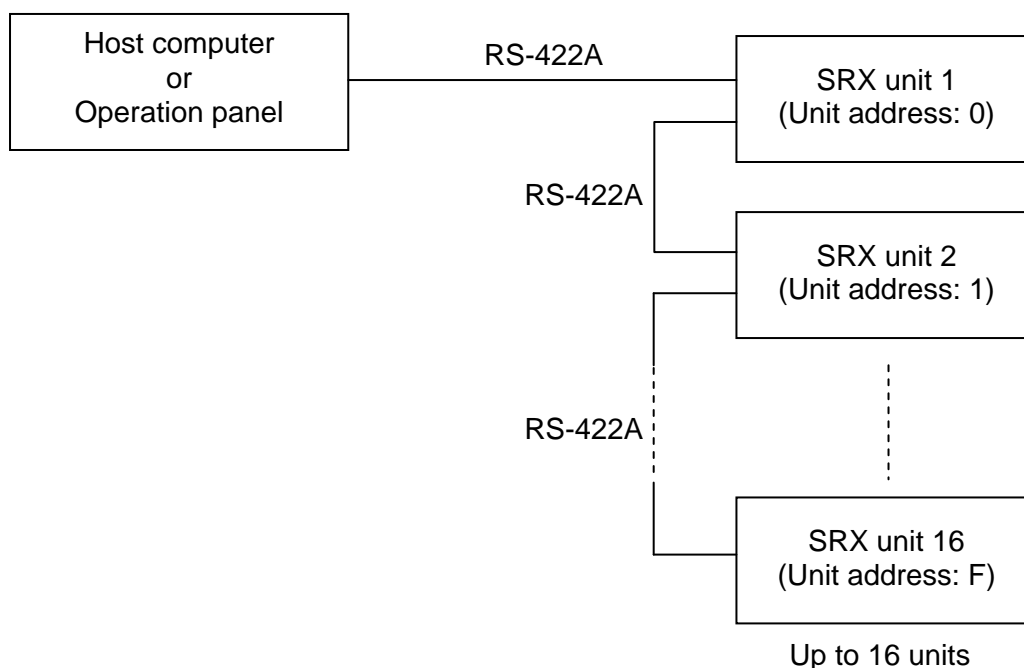 Host computer
or
Operation panel
RS-422A
SRX unit 1
(Unit address: 0)
RS-422A
SRX unit 2
(Unit address: 1)
RS-422A
SRX unit 16
(Unit address: F)
Up to 16 units